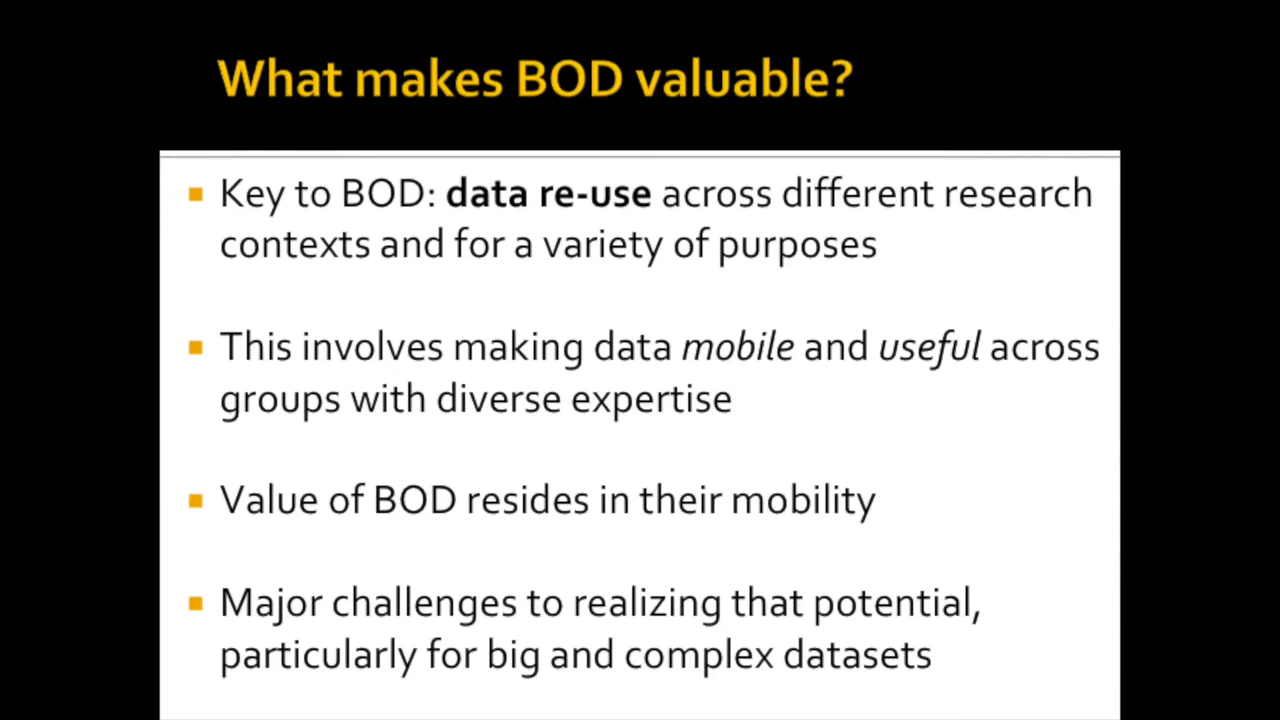 What makes BOD valuable?
Key to BOD: data re-use across different research
contexts and for a variety of purposes
This involves making data mobile and useful across
groups with diverse expertise
Value of BOD resides in their mobility
Major challenges to realizing that potential,
particularly for big and complex datasets